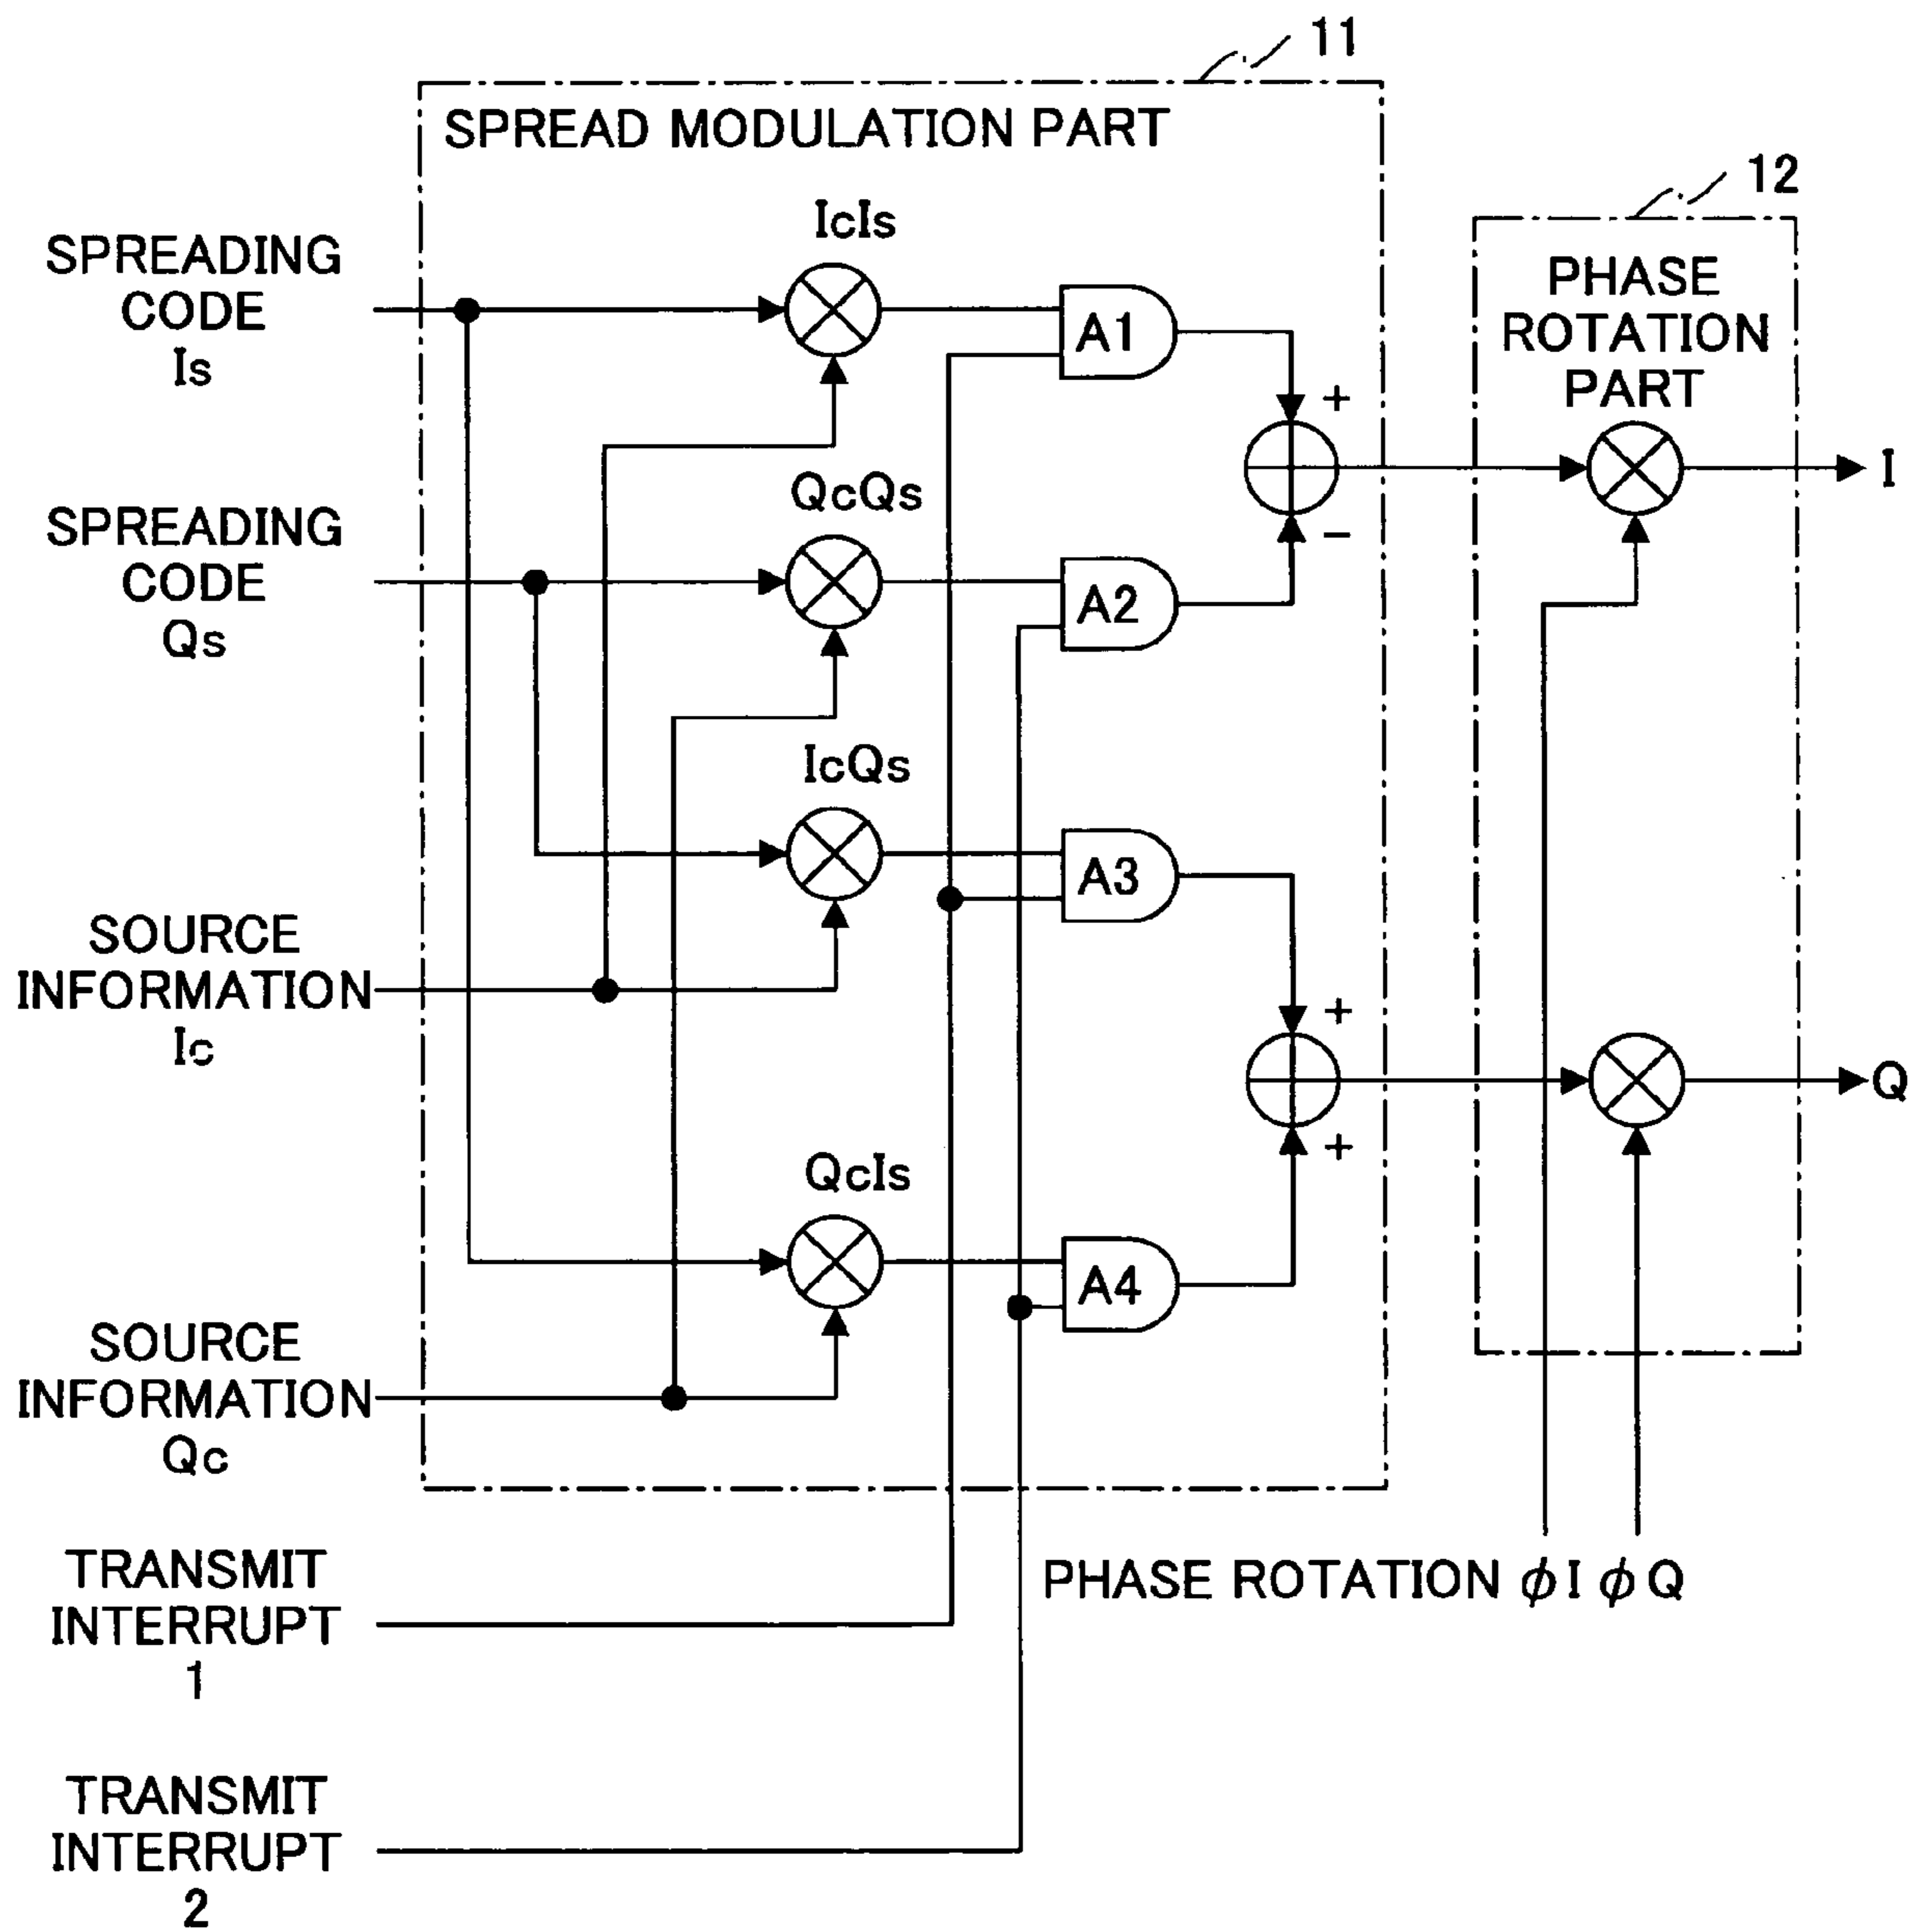 11
SPREAD MODULATION PART
12
SPREADING
CODE
Is
IcIs
A1
PHASE
ROTATION
PART
+
−
I
SPREADING
CODE
Qs
QcQs
A2
IcQs
A3
SOURCE
INFORMATION
Ic
+
+
Q
QcIs
A4
SOURCE
INFORMATION
Qc
TRANSMIT
INTERRUPT
1
PHASE ROTATION ϕI ϕQ
TRANSMIT
INTERRUPT
2